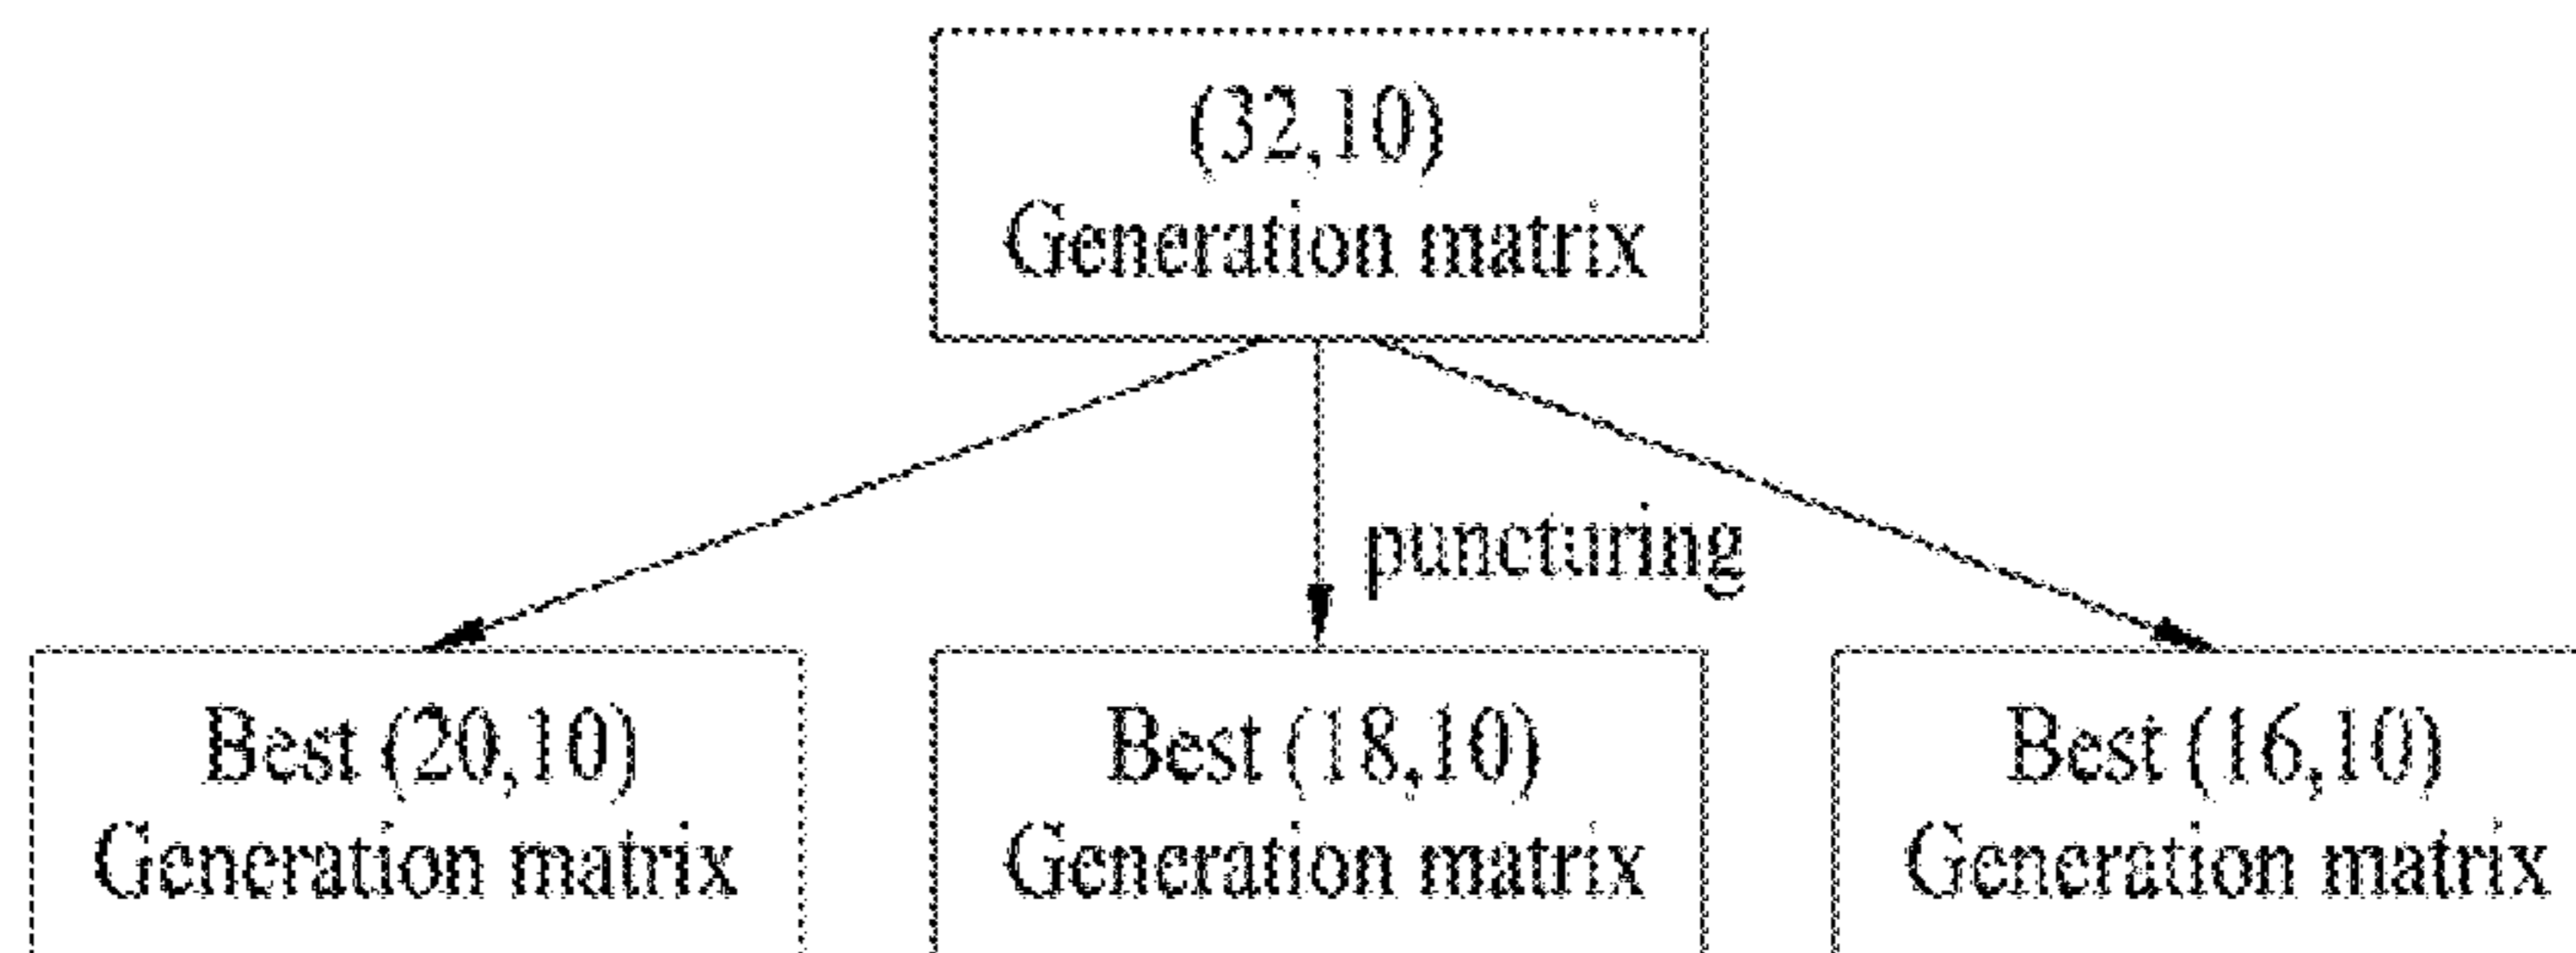 (32,10)
Generation matrix
puncturing
Best (20,10)
Generation matrix
Best (18,10)
Generation matrix
Best (16,10)
Generation matrix